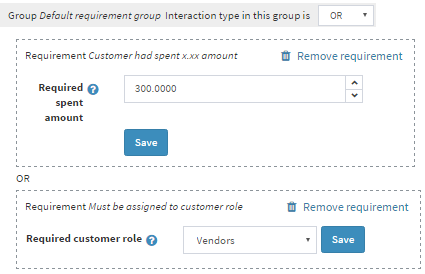 Group Default requirement group Interaction type in this group is OR
Requirement Customer had spent x.xx amount Remove requirement
Required spent amount ? 300.0000
Save
OR
Requirement Must be assigned to customer role Remove requirement
Required customer role ? Vendors Save